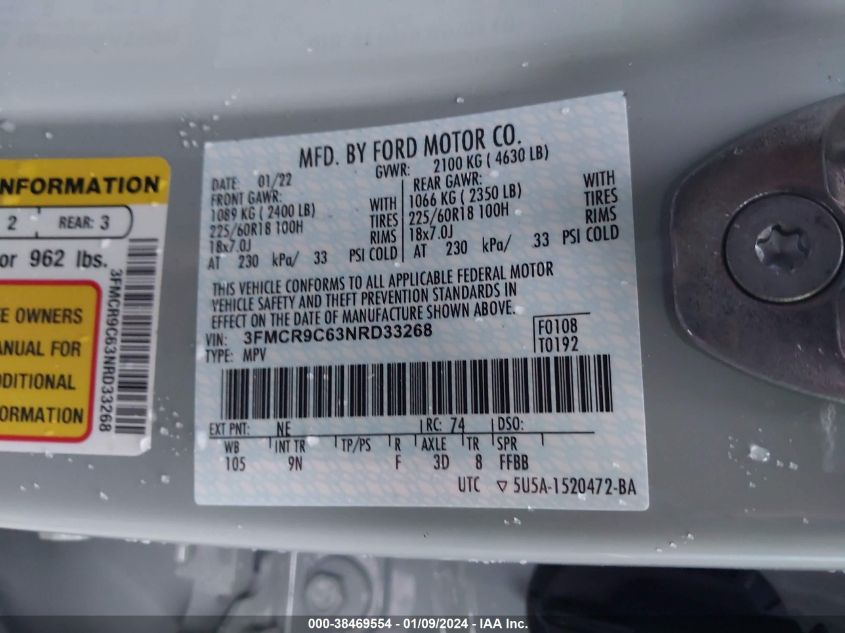 MFD. BY FORD MOTOR CO.
DATE: 01/22 GVWR: 2100 KG ( 4630 LB)
FRONT GAWR: REAR GAWR:
1089 KG ( 2400 LB) WITH 1066 KG ( 2350 LB) WITH
225/60R18 100H TIRES 225/60R18 100H TIRES
18x7.0J RIMS 18x7.0J RIMS
AT 230 kPa/ 33 PSI COLD AT 230 kPa/ 33 PSI COLD
THIS VEHICLE CONFORMS TO ALL APPLICABLE FEDERAL MOTOR
VEHICLE SAFETY AND THEFT PREVENTION STANDARDS IN
EFFECT ON THE DATE OF MANUFACTURE SHOWN ABOVE.
VIN: 3FMCR9C63NRD33268 F0108
TYPE: MPV T0192
EXT PNT: NE RC: 74 DSO:
WB INT TR TP/PS R AXLE TR SPR
105 9N F 3D 8 FFBB
UTC 5U5A-1520472-BA
INFORMATION
2 REAR: 3
or 962 lbs.
OWNERS
MANUAL FOR
ADDITIONAL
INFORMATION
3FMCR9C63NRD33268
000-38469554 - 01/09/2024 - IAA Inc.